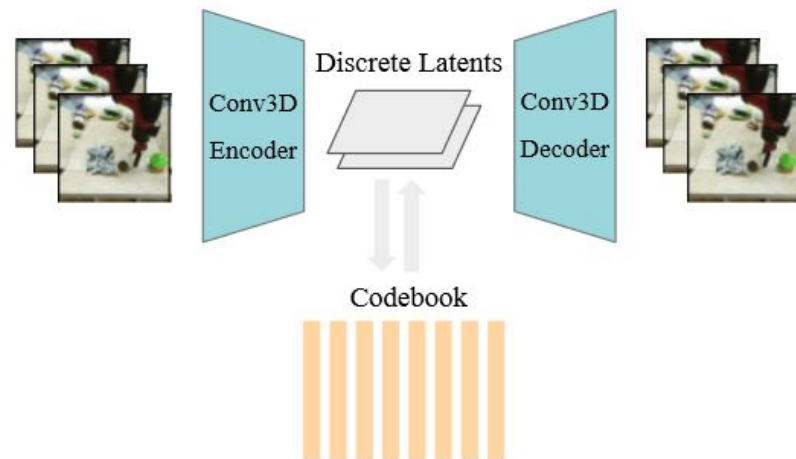 Discrete Latents
Conv3D
Encoder
Conv3D
Decoder
Codebook